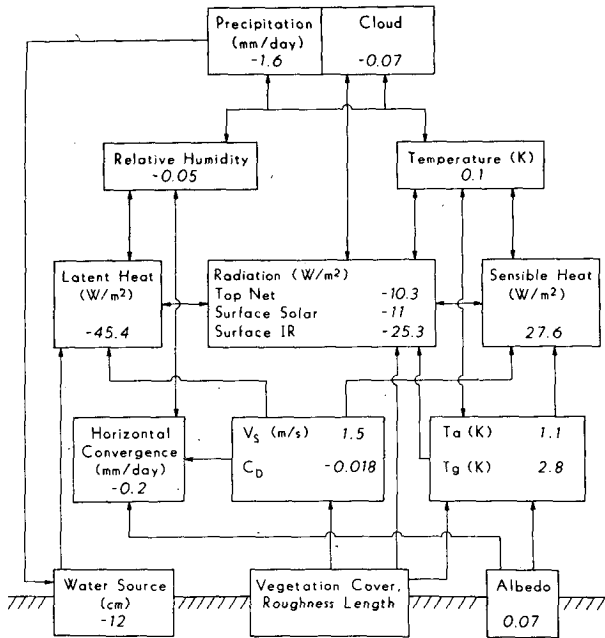 Precipitation
(mm/day)
-1.6
Cloud
-0.07
Relative Humidity
-0.05
Temperature (K)
0.1
Latent Heat
(W/m²)
-45.4
Radiation (W/m²)
Top Net -10.3
Surface Solar -11
Surface IR -25.3
Sensible Heat
(W/m²)
27.6
Horizontal
Convergence
(mm/day)
-0.2
V_S (m/s) 1.5
C_D -0.018
Ta (K) 1.1
Tg (K) 2.8
Water Source
(cm)
-12
Vegetation Cover,
Roughness Length
Albedo
0.07